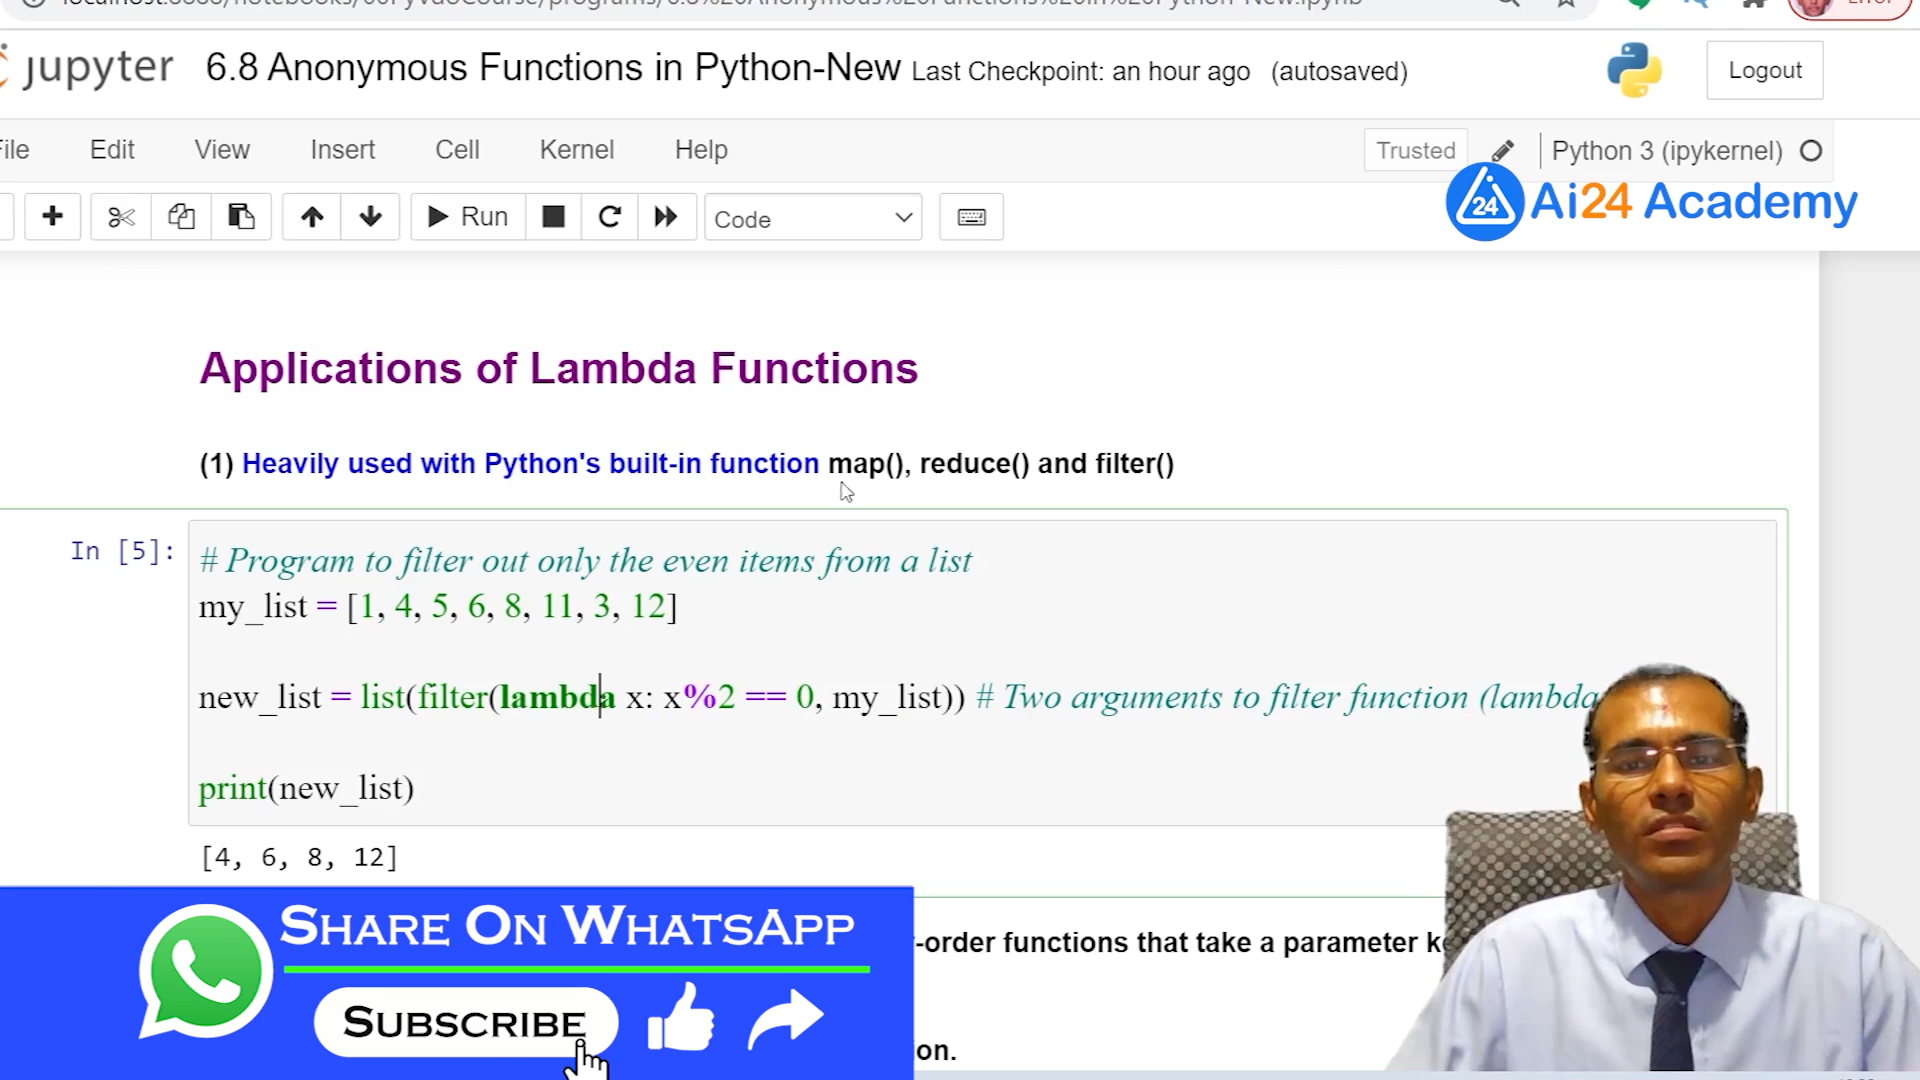 jupyter 6.8 Anonymous Functions in Python-New Last Checkpoint: an hour ago (autosaved) Logout
File Edit View Insert Cell Kernel Help Trusted Python 3 (ipykernel)
Run Code
24 Ai24 Academy
Applications of Lambda Functions
(1) Heavily used with Python's built-in function map(), reduce() and filter()
In [5]:
# Program to filter out only the even items from a list
my_list = [1, 4, 5, 6, 8, 11, 3, 12]
new_list = list(filter(lambda x: x%2 == 0, my_list)) # Two arguments to filter function (lambda
print(new_list)
[4, 6, 8, 12]
SHARE ON WHATSAPP
-order functions that take a parameter
SUBSCRIBE
on.